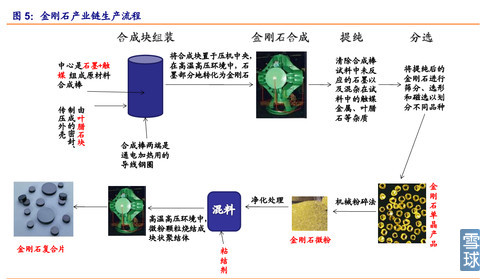 图 5：金刚石产业链生产流程
合成块组装
金刚石合成
提纯
分选
中心是石墨+触
媒 组成原材料
合成棒
将合成块置于压机中央，
在高温高压环境中，石
墨部分地转化为金刚石
清除合成棒
试料中未反
应的石墨以
及混杂在试
料中的触媒
金属、叶腊
石等杂质
将提纯后的
金刚石进行
筛分、选形
和磁选以划
分不同品种
由叶腊石块
制成的密封、
传压外壳
合成棒两端是
通电加热用的
导线钢圈
金刚石单晶产品
机械粉碎法
金刚石微粉
净化处理
混料
粘结剂
高温高压环境中，
微粉颗粒烧结成
块状聚结体
金刚石复合片
雪球